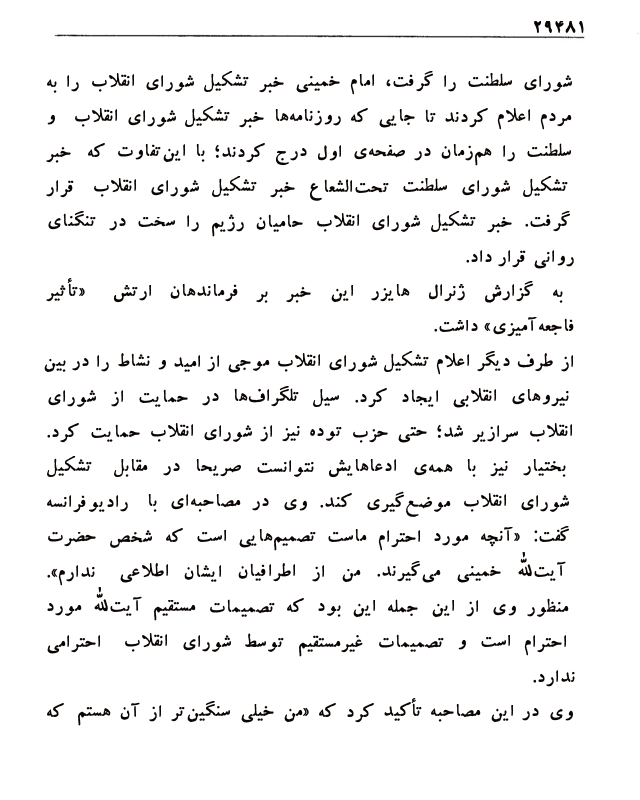 ۲۹۴۸۱
شورای سلطنت را گرفت، امام خمینی خبر تشکیل شورای انقلاب را به
مردم اعلام کردند تا جایی که روزنامه‌ها خبر تشکیل شورای انقلاب و
سلطنت را هم‌زمان در صفحه‌ی اول درج کردند؛ با این‌تفاوت که خبر
تشکیل شورای سلطنت تحت‌الشعاع خبر تشکیل شورای انقلاب قرار
گرفت. خبر تشکیل شورای انقلاب حامیان رژیم را سخت در تنگنای
روانی قرار داد.
به گزارش ژنرال هایزر این خبر بر فرماندهان ارتش «تأثیر
فاجعه‌آمیزی» داشت.
از طرف دیگر اعلام تشکیل شورای انقلاب موجی از امید و نشاط را در بین
نیروهای انقلابی ایجاد کرد. سیل تلگراف‌ها در حمایت از شورای
انقلاب سرازیر شد؛ حتی حزب توده نیز از شورای انقلاب حمایت کرد.
بختیار نیز با همه‌ی ادعاهایش نتوانست صریحا در مقابل تشکیل
شورای انقلاب موضع‌گیری کند. وی در مصاحبه‌ای با رادیوفرانسه
گفت: «آنچه مورد احترام ماست تصمیم‌هایی است که شخص حضرت
آیت‌الله خمینی می‌گیرند. من از اطرافیان ایشان اطلاعی ندارم».
منظور وی از این جمله این بود که تصمیمات مستقیم آیت‌الله مورد
احترام است و تصمیمات غیرمستقیم توسط شورای انقلاب احترامی
ندارد.
وی در این مصاحبه تأکید کرد که «من خیلی سنگین‌تر از آن هستم که